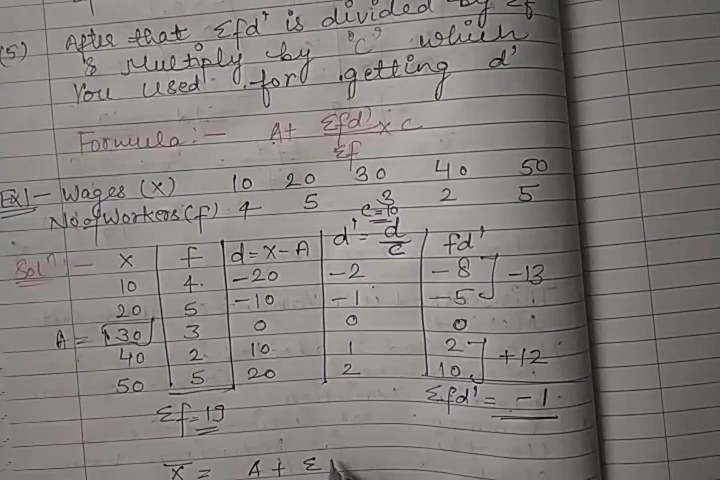 (5) After that Σfd' is divided by Σf
& Multiply by 'c' which
You used for getting d'
Formula:- A + Σfd'/Σf × c
EX1- Wages (X) 10 20 30 40 50
No of workers (f) 4 5 3 2 5
c=10
Solⁿ:- X f d=X-A d'=d/c fd'
10 4 -20 -2 -8 ] -13
20 5 -10 -1 -5
A = 30 3 0 0 0
40 2 10 1 2 ] +12
50 5 20 2 10
Σf=19 Σfd' = -1
X̄ = A + Σ